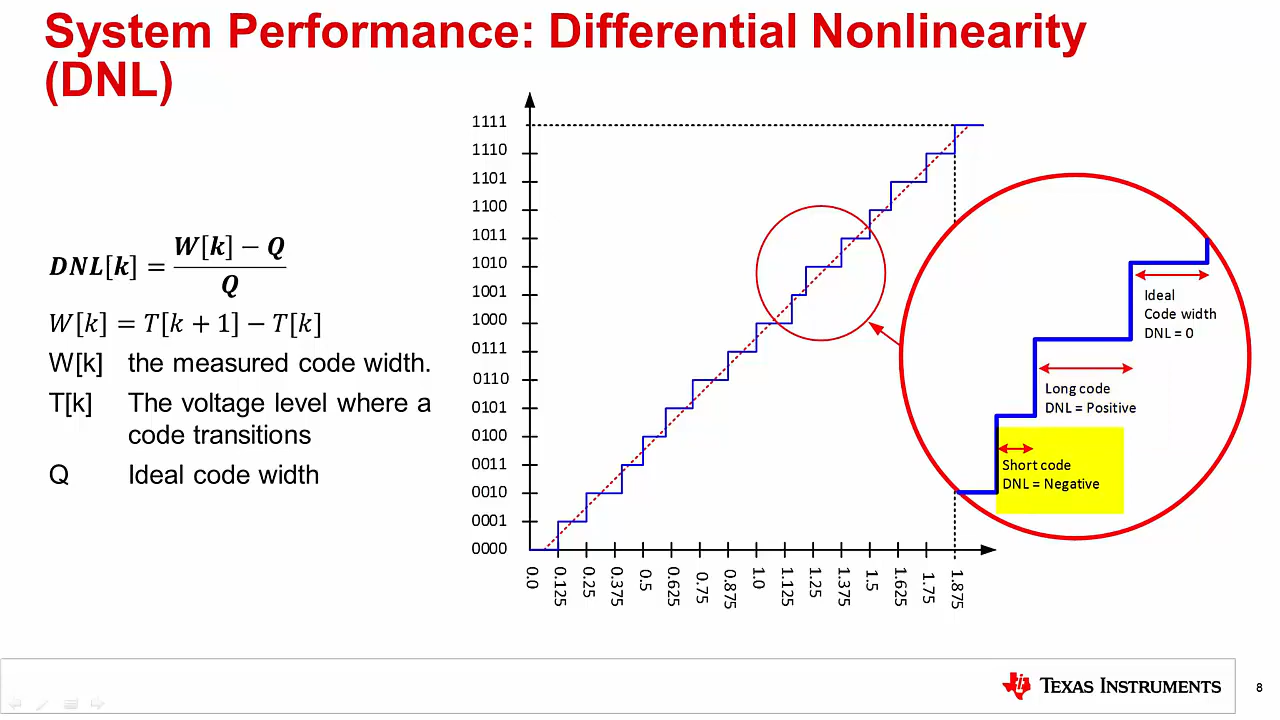 System Performance: Differential Nonlinearity
(DNL)
DNL[k] = (W[k] − Q) / Q
W[k] = T[k + 1] − T[k]
W[k] the measured code width.
T[k] The voltage level where a
code transitions
Q Ideal code width
1111
1110
1101
1100
1011
1010
1001
1000
0111
0110
0101
0100
0011
0010
0001
0000
0.0 0.125 0.25 0.375 0.5 0.625 0.75 0.875 1.0 1.125 1.25 1.375 1.5 1.625 1.75 1.875
Ideal
Code width
DNL = 0
Long code
DNL = Positive
Short code
DNL = Negative
TEXAS INSTRUMENTS
8